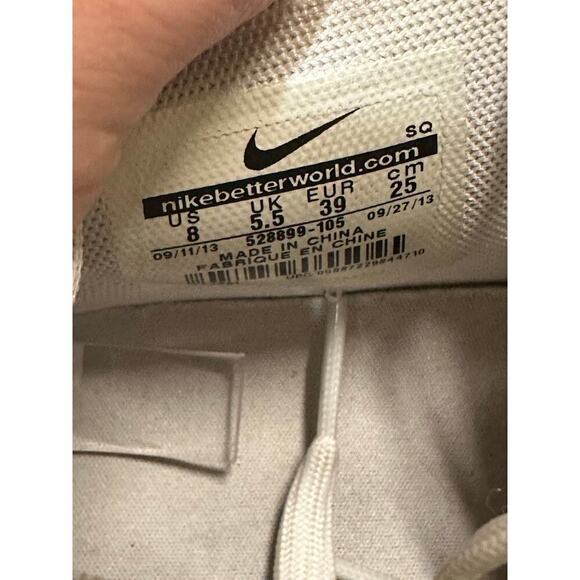 SQ
nikebetterworld.com
US UK EUR cm
8 5.5 39 25
09/11/13 528899-105 09/27/13
MADE IN CHINA
FABRIQUE EN CHINE